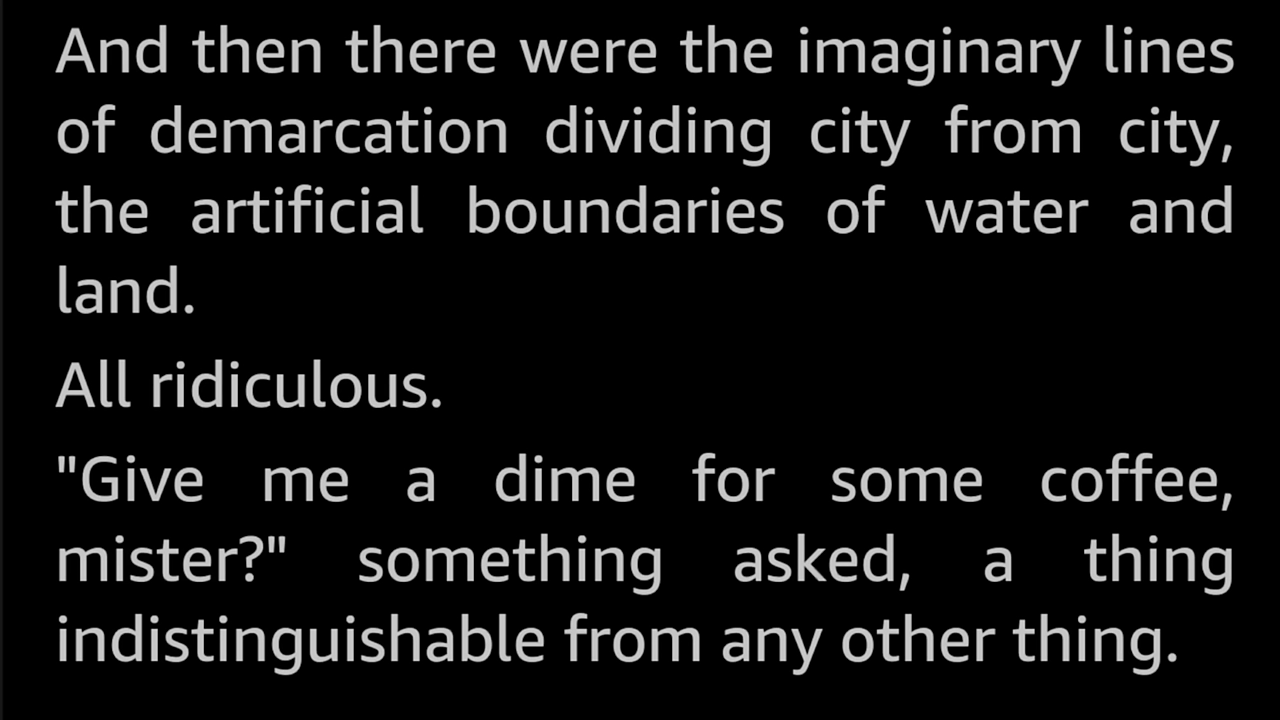 And then there were the imaginary lines
of demarcation dividing city from city,
the artificial boundaries of water and
land.
All ridiculous.
"Give me a dime for some coffee,
mister?" something asked, a thing
indistinguishable from any other thing.